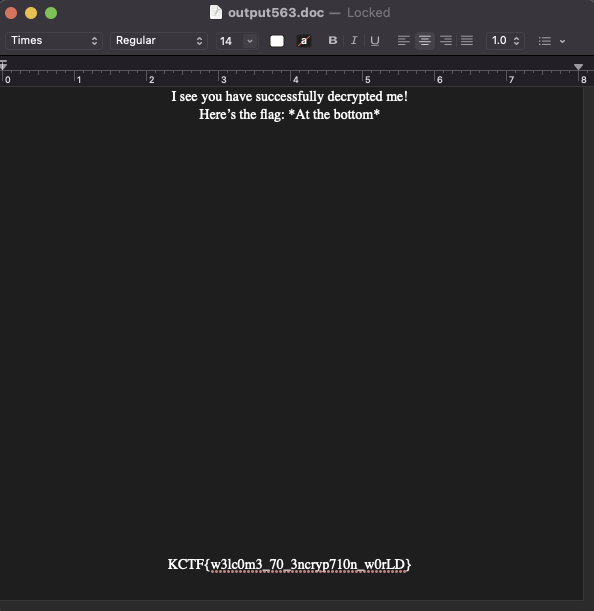 output563.doc — Locked
Times Regular 14 a B I U 1.0
0 1 2 3 4 5 6 7 8
I see you have successfully decrypted me!
Here’s the flag: *At the bottom*
KCTF{w3lc0m3_70_3ncryp710n_w0rLD}